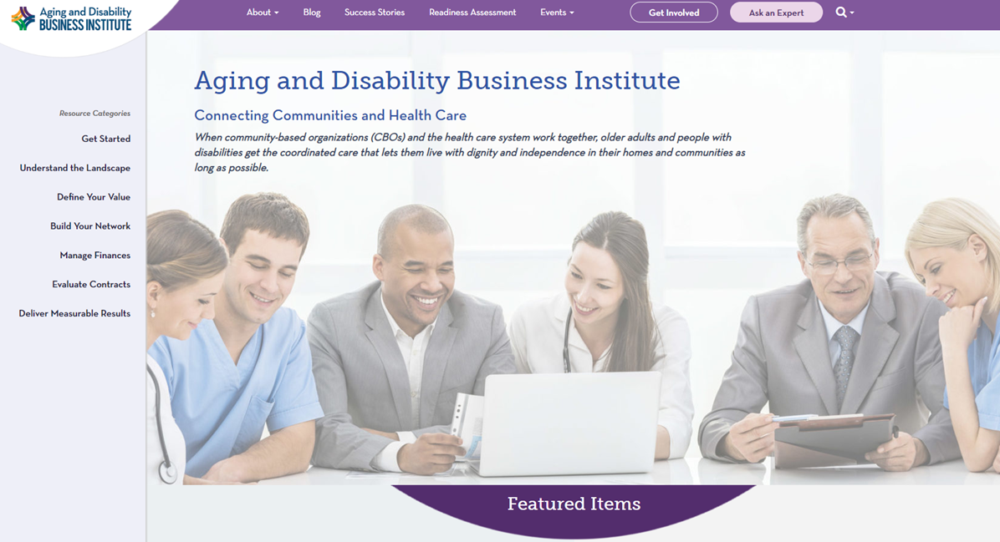 Aging and Disability
BUSINESS INSTITUTE
About
Blog
Success Stories
Readiness Assessment
Events
Get Involved
Ask an Expert
Resource Categories
Get Started
Understand the Landscape
Define Your Value
Build Your Network
Manage Finances
Evaluate Contracts
Deliver Measurable Results
Aging and Disability Business Institute
Connecting Communities and Health Care
When community-based organizations (CBOs) and the health care system work together, older adults and people with
disabilities get the coordinated care that lets them live with dignity and independence in their homes and communities as
long as possible.
Featured Items